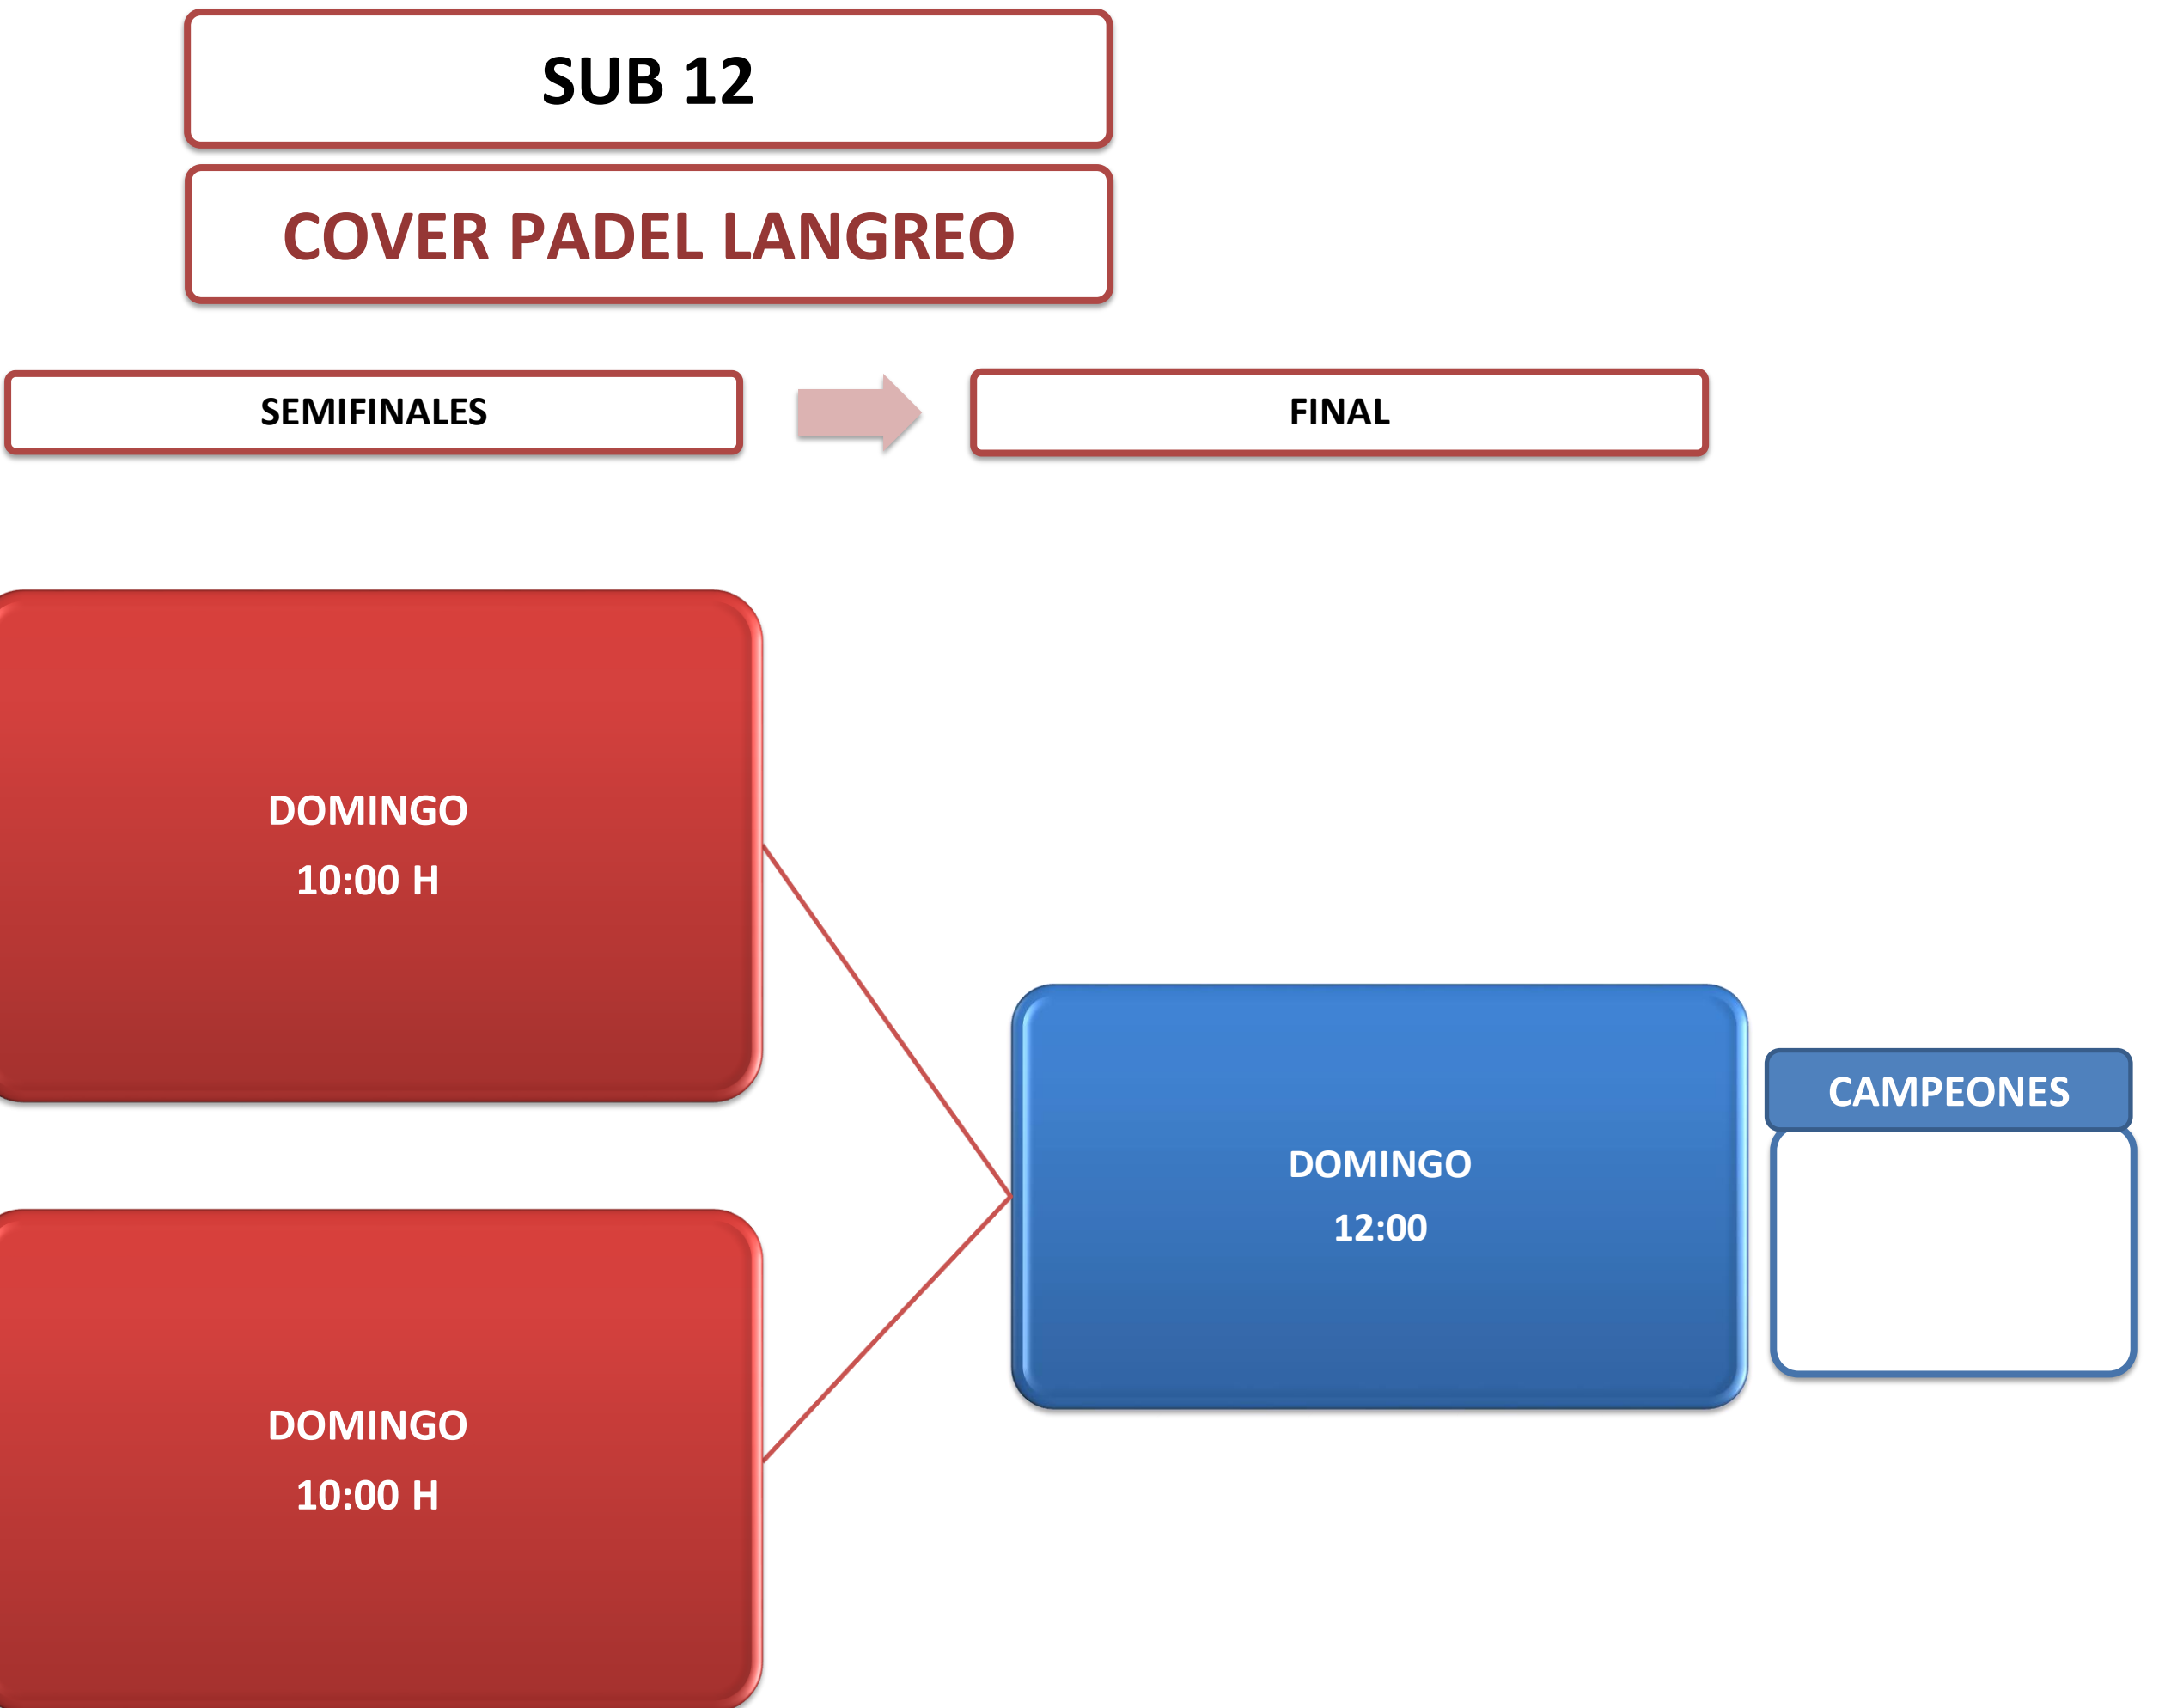 SUB 12
COVER PADEL LANGREO
SEMIFINALES
FINAL
DOMINGO
10:00 H
DOMINGO
12:00
CAMPEONES
DOMINGO
10:00 H